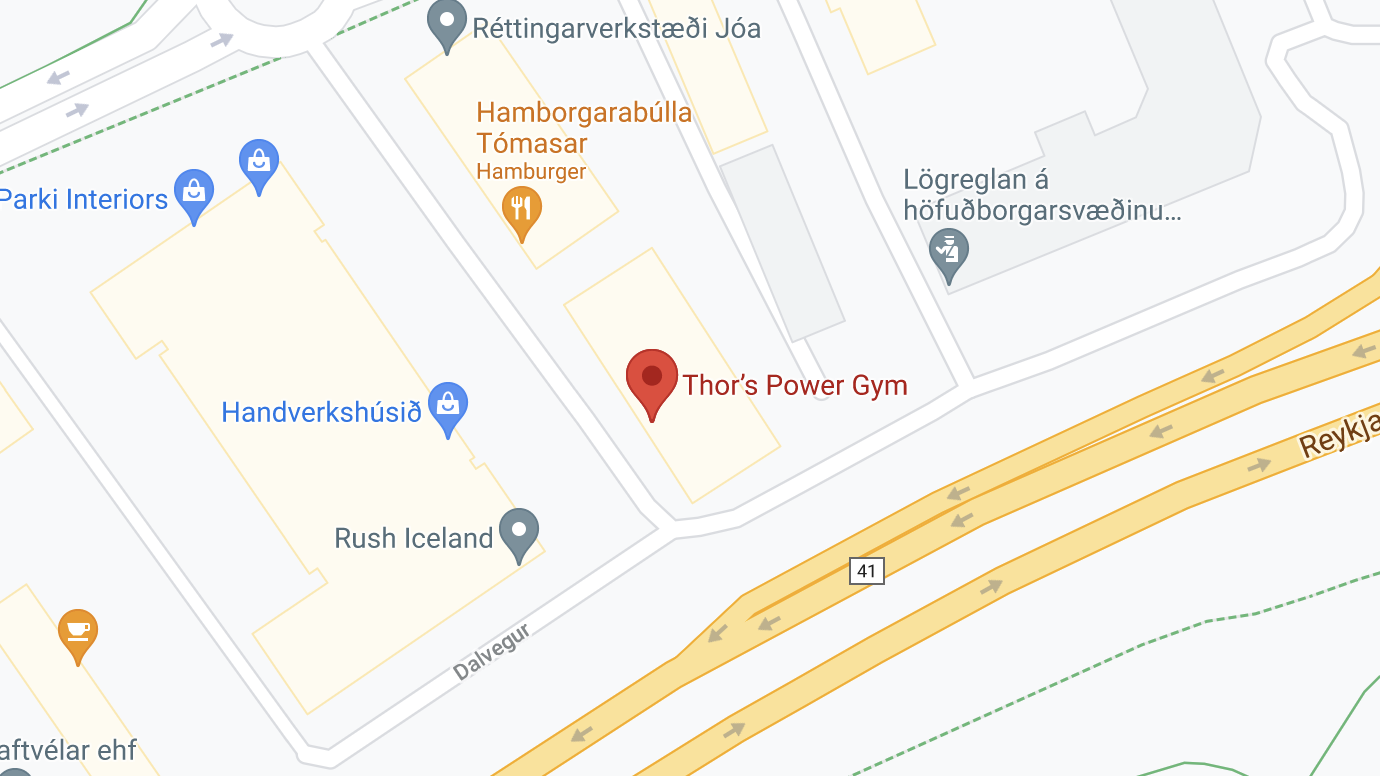 Réttingarverkstæði Jóa
Hamborgarabúlla
Tómasar
Hamburger
Parki Interiors
Lögreglan á
höfuðborgarsvæðinu...
Thor's Power Gym
Handverkshúsið
Reykja
Rush Iceland
41
Dalvegur
aftvélar ehf